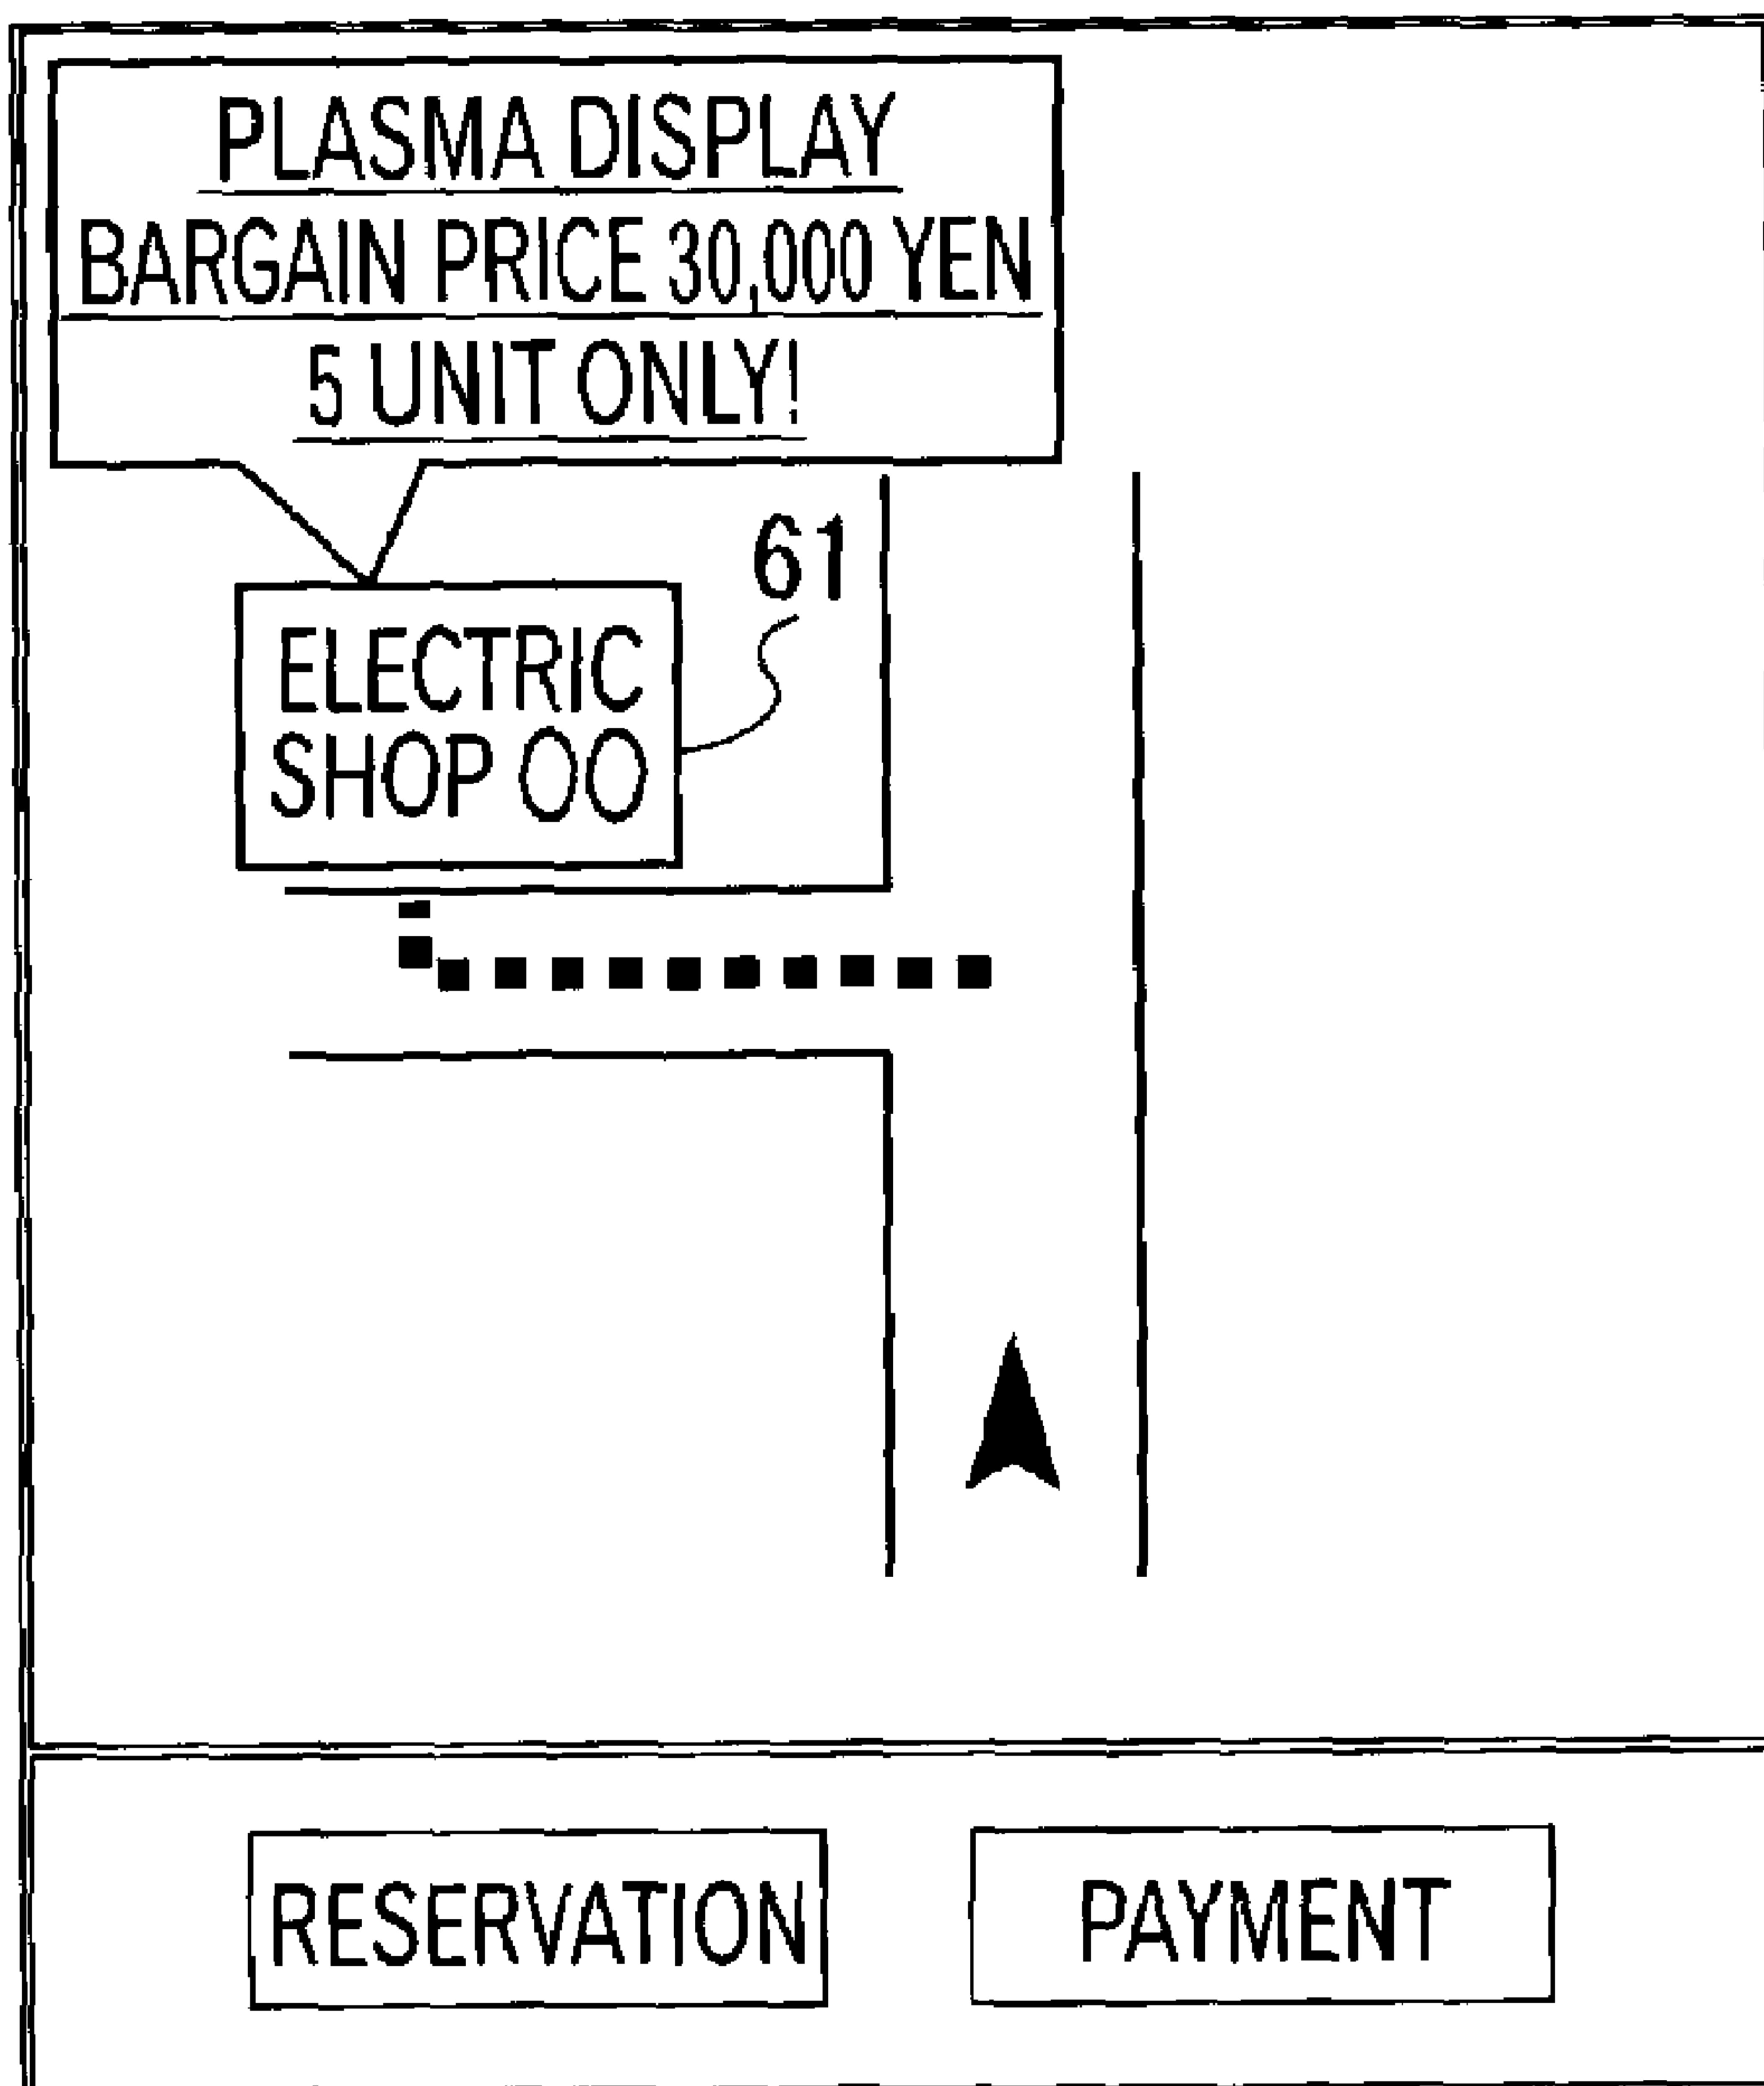 PLASMA DISPLAY
BARGAIN PRICE 30,000 YEN
5 UNIT ONLY!
61
ELECTRIC
SHOP OO
RESERVATION
PAYMENT